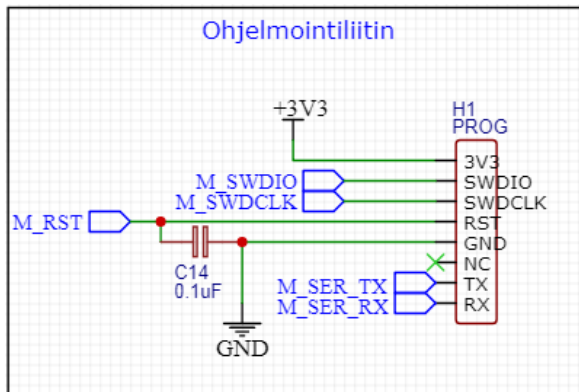 Ohjelmointiliitin
H1
PROG
+3V3
3V3
M_SWDIO
SWDIO
M_SWDCLK
SWDCLK
M_RST
RST
GND
NC
C14
0.1uF
M_SER_TX
TX
M_SER_RX
RX
GND